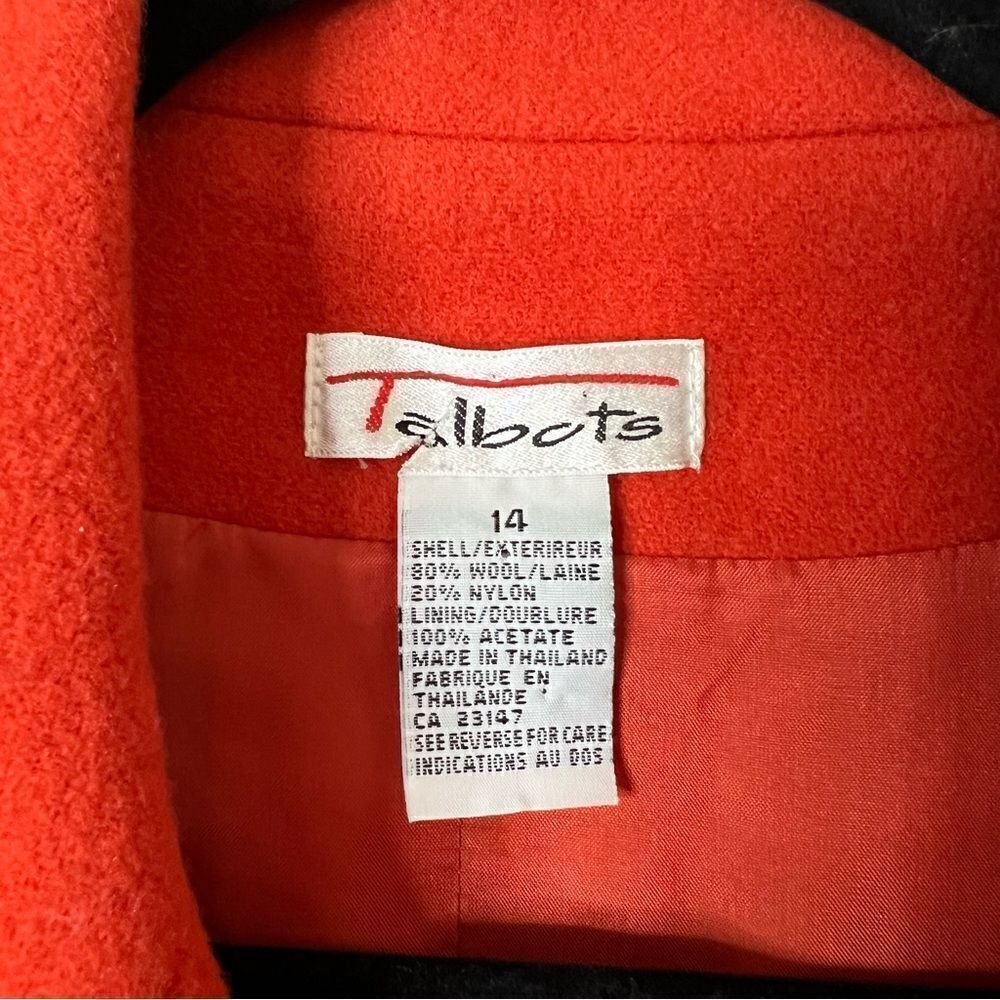 Talbots
14
SHELL/EXTERIREUR
80% WOOL/LAINE
20% NYLON
LINING/DOUBLURE
100% ACETATE
MADE IN THAILAND
FABRIQUE EN
THAILANDE
CA 23147
SEE REVERSE FOR CARE
INDICATIONS AU DOS